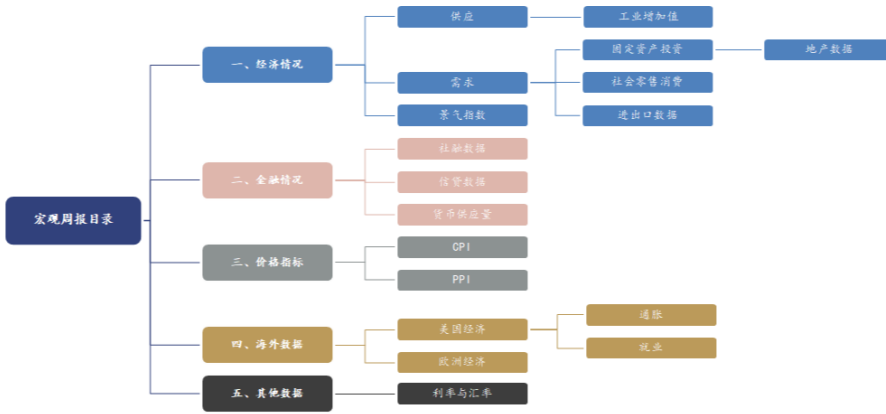 宏观周报目录
一、经济情况
供应
工业增加值
需求
固定资产投资
地产数据
社会零售消费
进出口数据
景气指数
二、金融情况
社融数据
信贷数据
货币供应量
三、价格指标
CPI
PPI
四、海外数据
美国经济
通胀
就业
欧洲经济
五、其他数据
利率与汇率